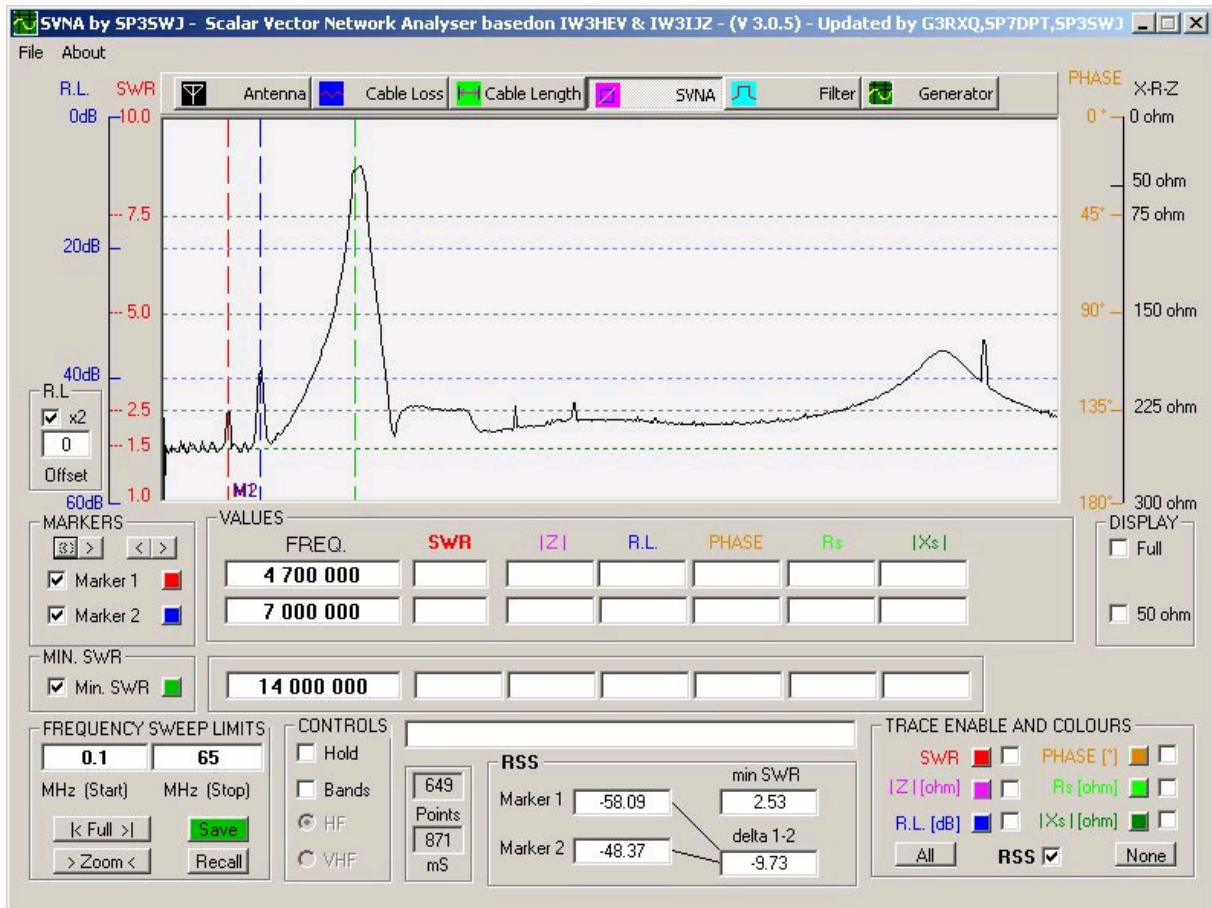 SVNA by SP3SWJ - Scalar Vector Network Analyser basedon IW3HEV & IW3IJZ - (V 3.0.5) - Updated by G3RXQ,SP7DPT,SP3SWJ
File About
R.L. SWR Antenna Cable Loss Cable Length SVNA Filter Generator PHASE X-R-Z
0dB 10.0 0 ° 0 ohm
50 ohm
7.5 45° 75 ohm
20dB
5.0 90° 150 ohm
40dB
R.L
x2 2.5 135° 225 ohm
0 1.5
Offset
60dB 1.0 180° 300 ohm
MARKERS VALUES DISPLAY
FREQ. SWR |Z| R.L. PHASE Rs |Xs| Full
> < >
Marker 1 4 700 000
Marker 2 7 000 000 50 ohm
MIN. SWR
Min. SWR 14 000 000
FREQUENCY SWEEP LIMITS CONTROLS TRACE ENABLE AND COLOURS
0.1 65 Hold SWR PHASE [°]
MHz (Start) MHz (Stop) Bands |Z| [ohm] Rs [ohm]
|< Full >| Save HF R.L. [dB] |Xs| [ohm]
> Zoom < Recall VHF All RSS None
649
Points
871
mS
RSS
min SWR
Marker 1 -58.09 2.53
delta 1-2
Marker 2 -48.37 -9.73